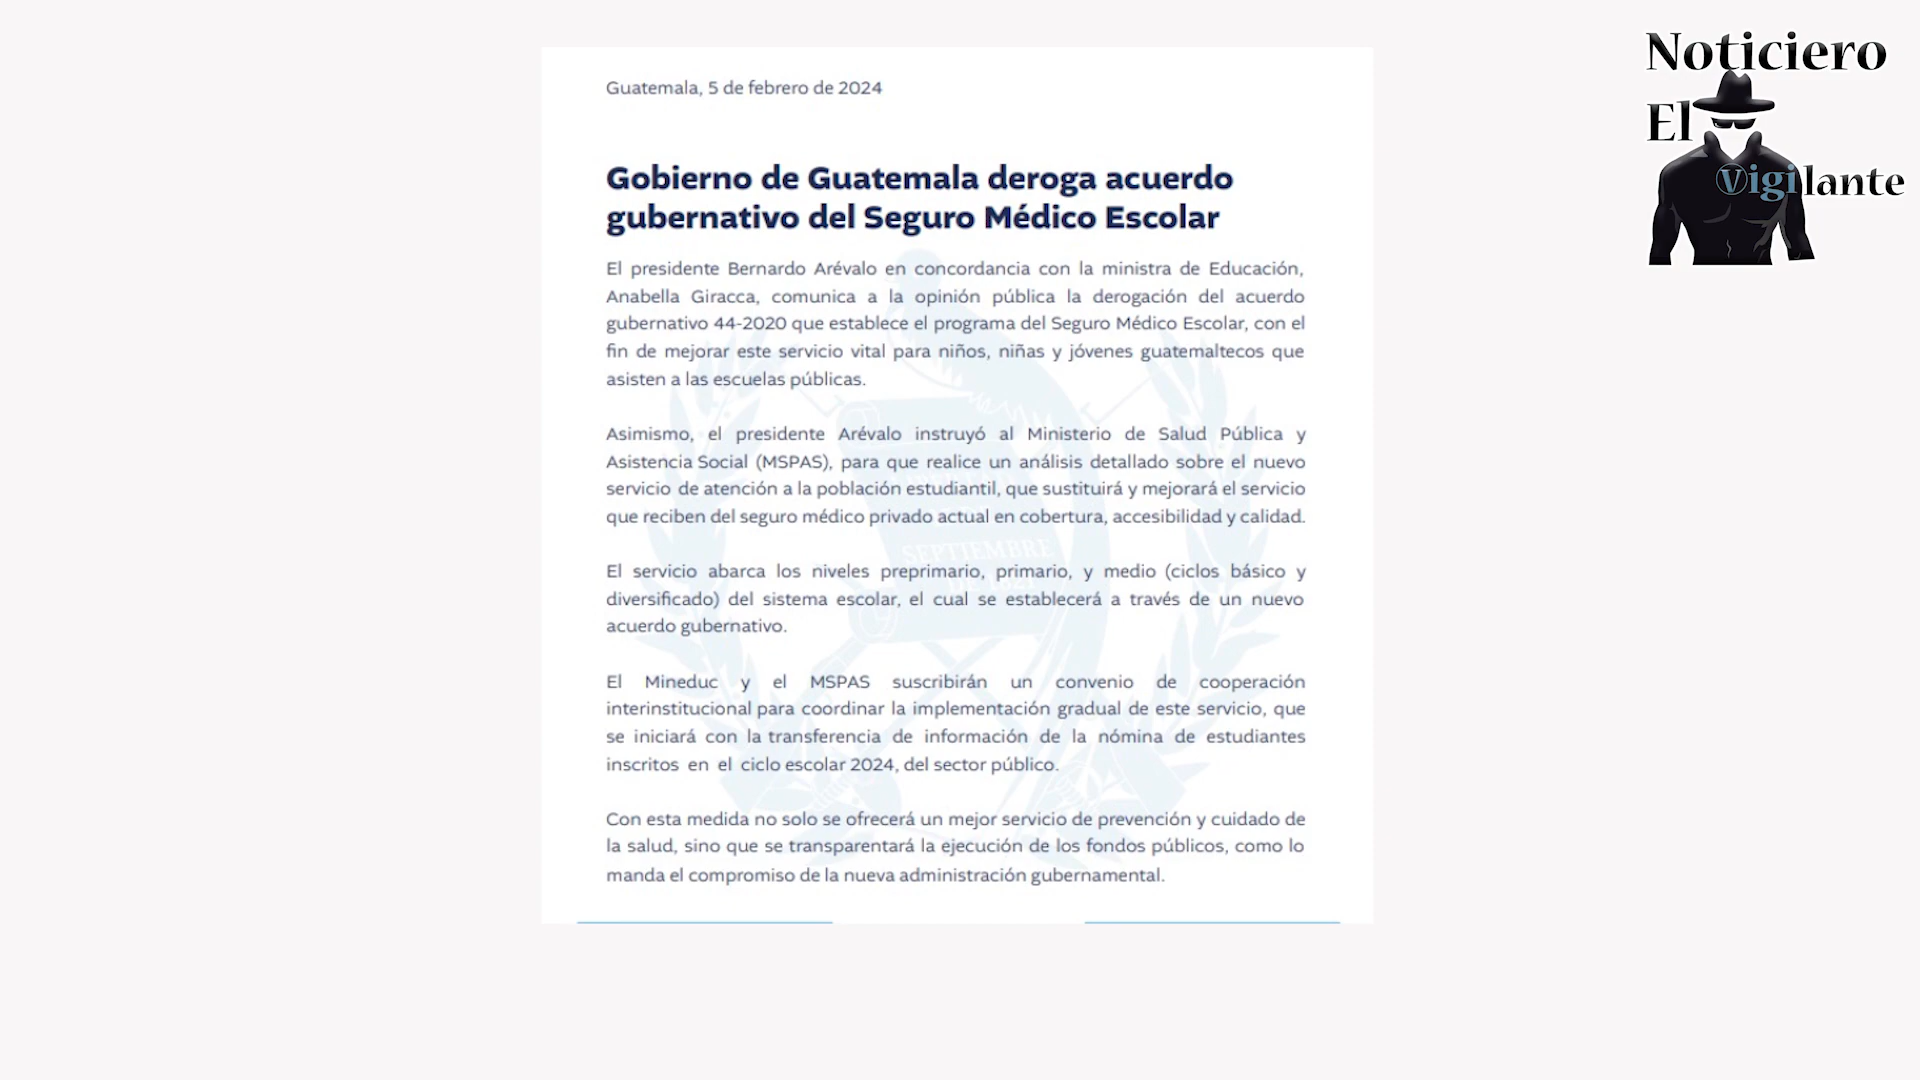 Guatemala, 5 de febrero de 2024
Gobierno de Guatemala deroga acuerdo
gubernativo del Seguro Médico Escolar
El presidente Bernardo Arévalo en concordancia con la ministra de Educación,
Anabella Giracca, comunica a la opinión pública la derogación del acuerdo
gubernativo 44-2020 que establece el programa del Seguro Médico Escolar, con el
fin de mejorar este servicio vital para niños, niñas y jóvenes guatemaltecos que
asisten a las escuelas públicas.
Asimismo, el presidente Arévalo instruyó al Ministerio de Salud Pública y
Asistencia Social (MSPAS), para que realice un análisis detallado sobre el nuevo
servicio de atención a la población estudiantil, que sustituirá y mejorará el servicio
que reciben del seguro médico privado actual en cobertura, accesibilidad y calidad.
SEPTIEMBRE
El servicio abarca los niveles preprimario, primario, y medio (ciclos básico y
diversificado) del sistema escolar, el cual se establecerá a través de un nuevo
acuerdo gubernativo.
El Mineduc y el MSPAS suscribirán un convenio de cooperación
interinstitucional para coordinar la implementación gradual de este servicio, que
se iniciará con la transferencia de información de la nómina de estudiantes
inscritos en el ciclo escolar 2024, del sector público.
Con esta medida no solo se ofrecerá un mejor servicio de prevención y cuidado de
la salud, sino que se transparentará la ejecución de los fondos públicos, como lo
manda el compromiso de la nueva administración gubernamental.
Noticiero
El
Vigilante